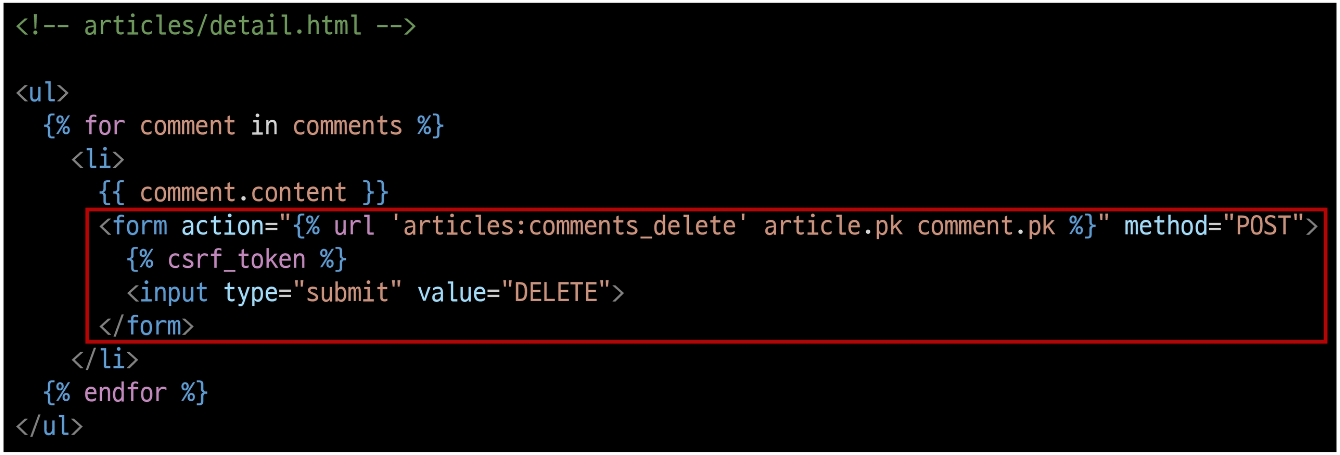 <!-- articles/detail.html -->
<ul>
{% for comment in comments %}
<li>
{{ comment.content }}
<form action="{% url 'articles:comments_delete' article.pk comment.pk %}" method="POST">
{% csrf_token %}
<input type="submit" value="DELETE">
</form>
</li>
{% endfor %}
</ul>